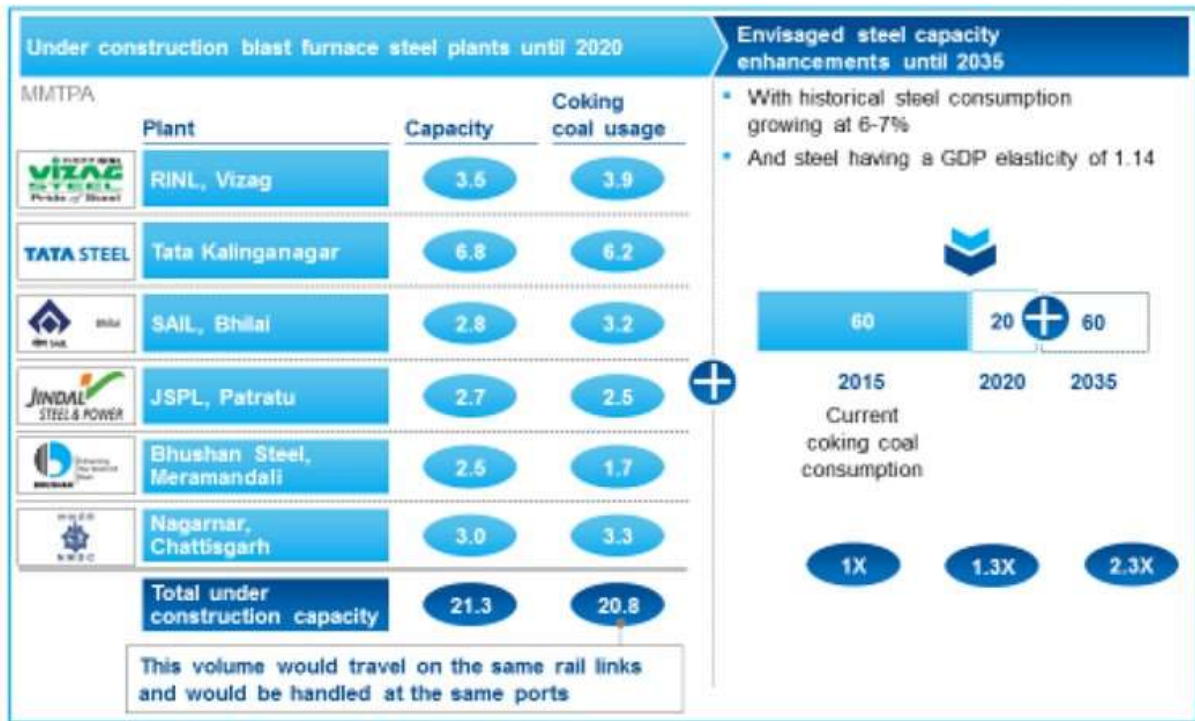 Under construction blast furnace steel plants until 2020
Envisaged steel capacity
enhancements until 2035
MMTPA
Plant
Capacity
Coking
coal usage
VIZAG
STEEL
Pride of Steel
RINL, Vizag
3.5
3.9
TATA STEEL
Tata Kalinganagar
6.8
6.2
SAIL, Bhilai
2.8
3.2
JINDAL
STEEL & POWER
JSPL, Patratu
2.7
2.5
BHUSHAN
Bhushan Steel,
Meramandali
2.5
1.7
NMDC
Nagarnar,
Chattisgarh
3.0
3.3
Total under
construction capacity
21.3
20.8
This volume would travel on the same rail links
and would be handled at the same ports
• With historical steel consumption
growing at 6-7%
• And steel having a GDP elasticity of 1.14
60
20
60
2015
2020
2035
Current
coking coal
consumption
1X
1.3X
2.3X